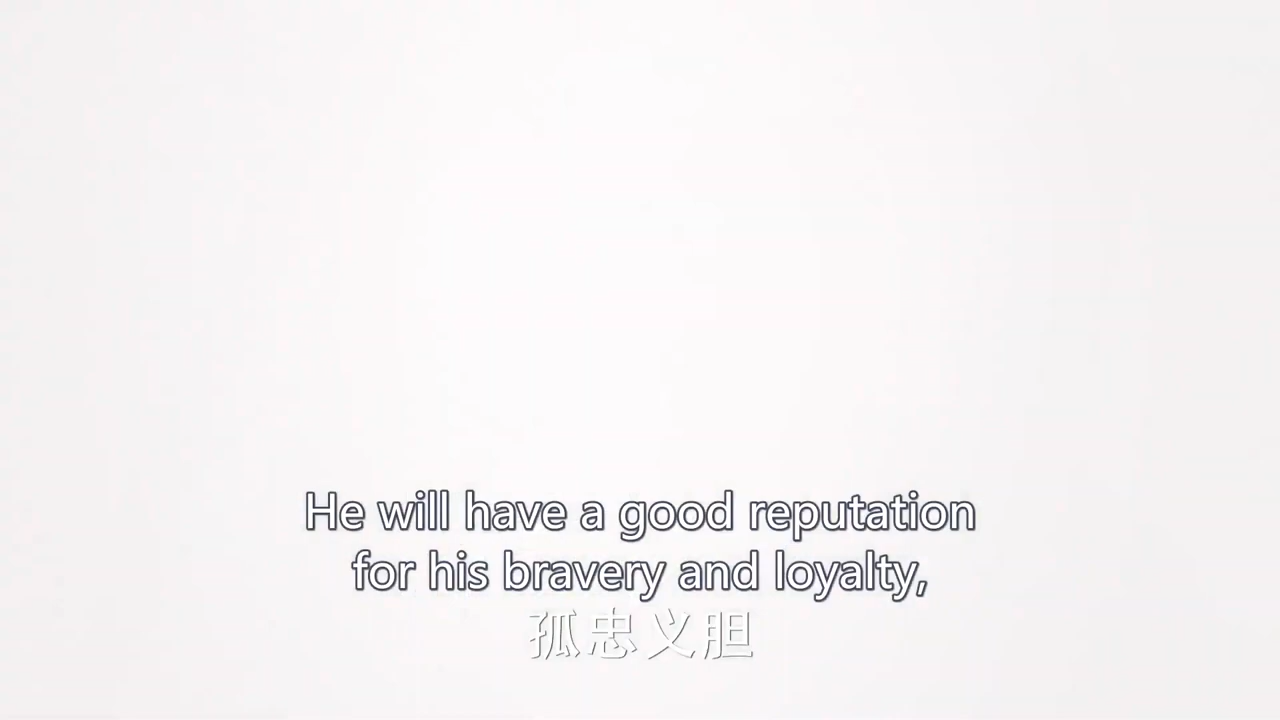 He will have a good reputation
for his bravery and loyalty,
孤忠义胆